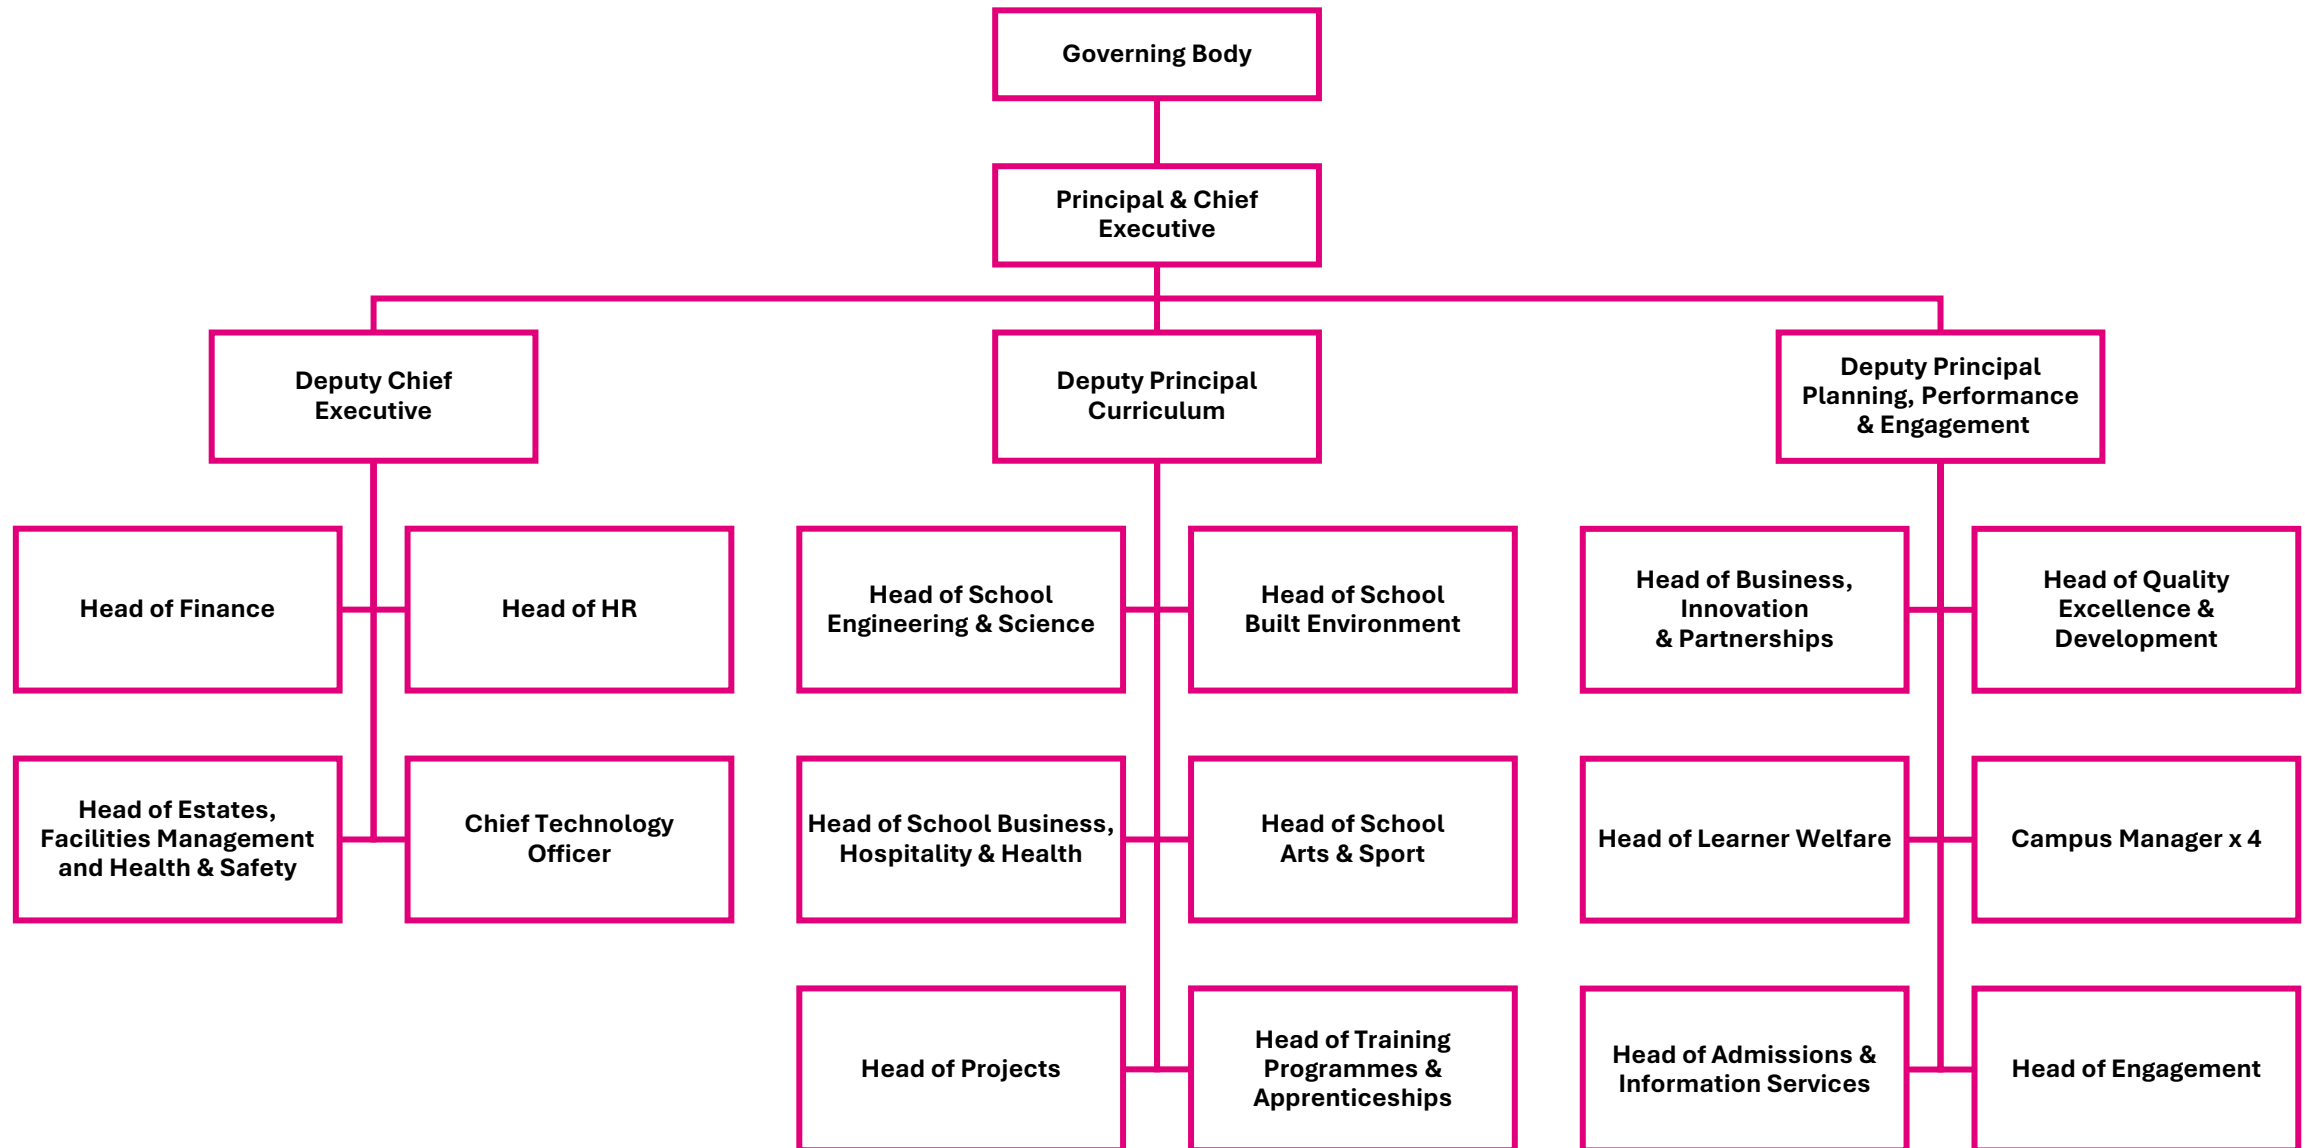 Governing Body
Principal & Chief
Executive
Deputy Chief
Executive
Deputy Principal
Curriculum
Deputy Principal
Planning, Performance
& Engagement
Head of Finance
Head of HR
Head of School
Engineering & Science
Head of School
Built Environment
Head of Business,
Innovation
& Partnerships
Head of Quality
Excellence &
Development
Head of Estates,
Facilities Management
and Health & Safety
Chief Technology
Officer
Head of School Business,
Hospitality & Health
Head of School
Arts & Sport
Head of Learner Welfare
Campus Manager x 4
Head of Projects
Head of Training
Programmes &
Apprenticeships
Head of Admissions &
Information Services
Head of Engagement